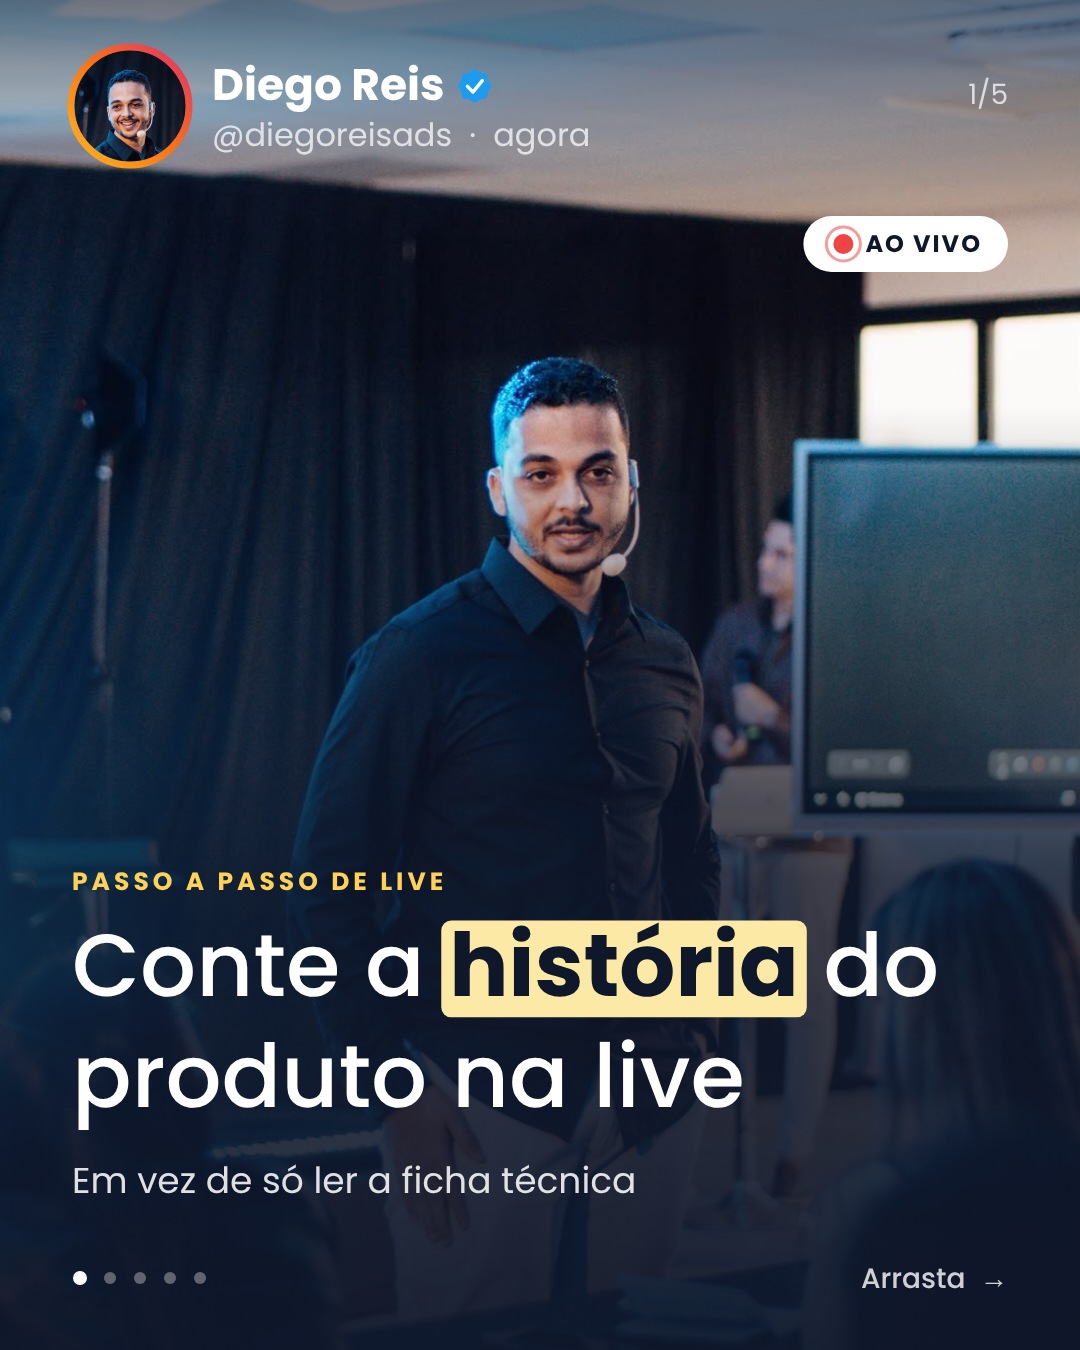 Diego Reis
@diegoreisads · agora
1/5
AO VIVO
PASSO A PASSO DE LIVE
Conte a história do
produto na live
Em vez de só ler a ficha técnica
Arrasta →